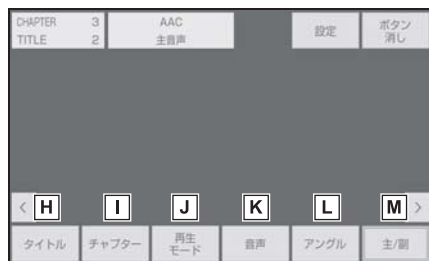 CHAPTER 3
TITLE 2
AAC
主音声
設定
ボタン
消し
< H I J K L M >
タイトル チャプター 再生
モード 音声 アングル 主/副